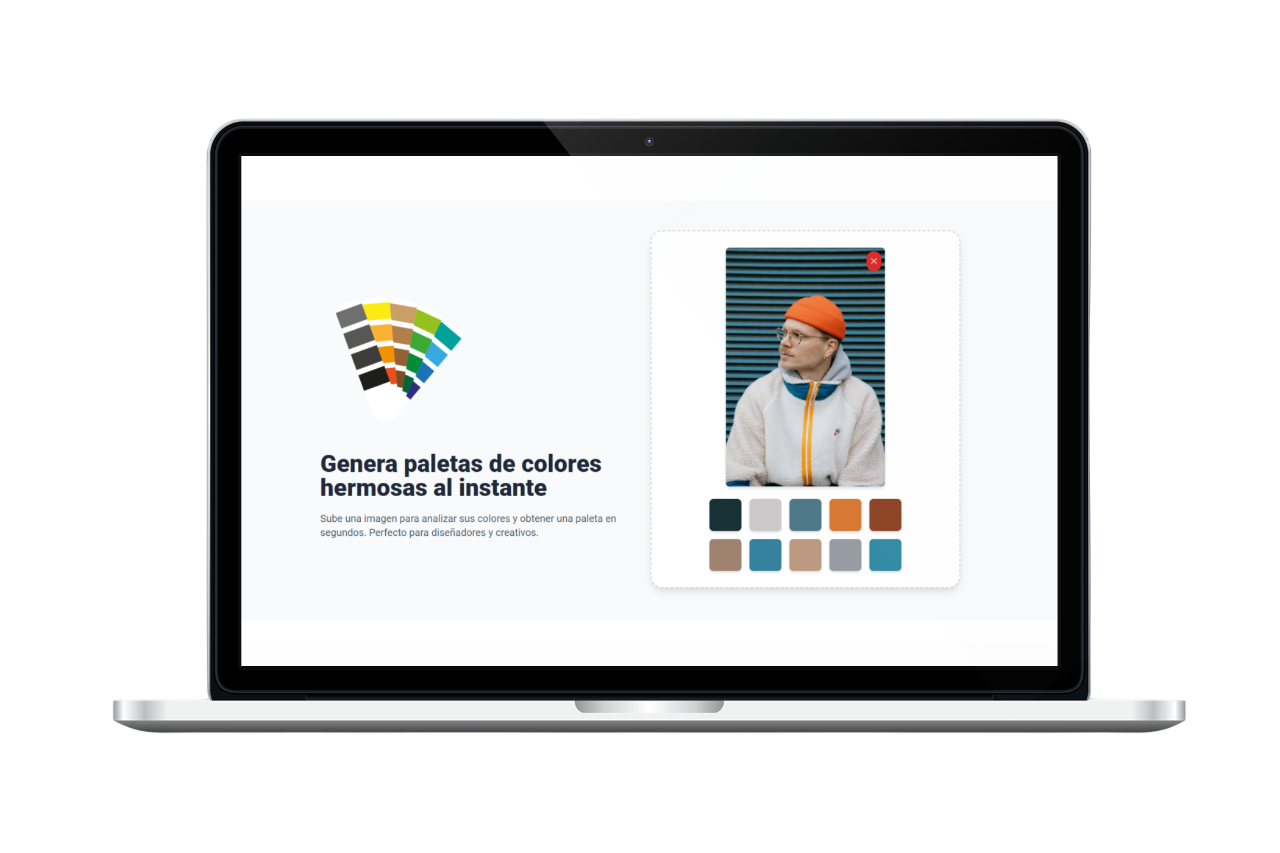 Genera paletas de colores
hermosas al instante
Sube una imagen para analizar sus colores y obtener una paleta en
segundos. Perfecto para diseñadores y creativos.